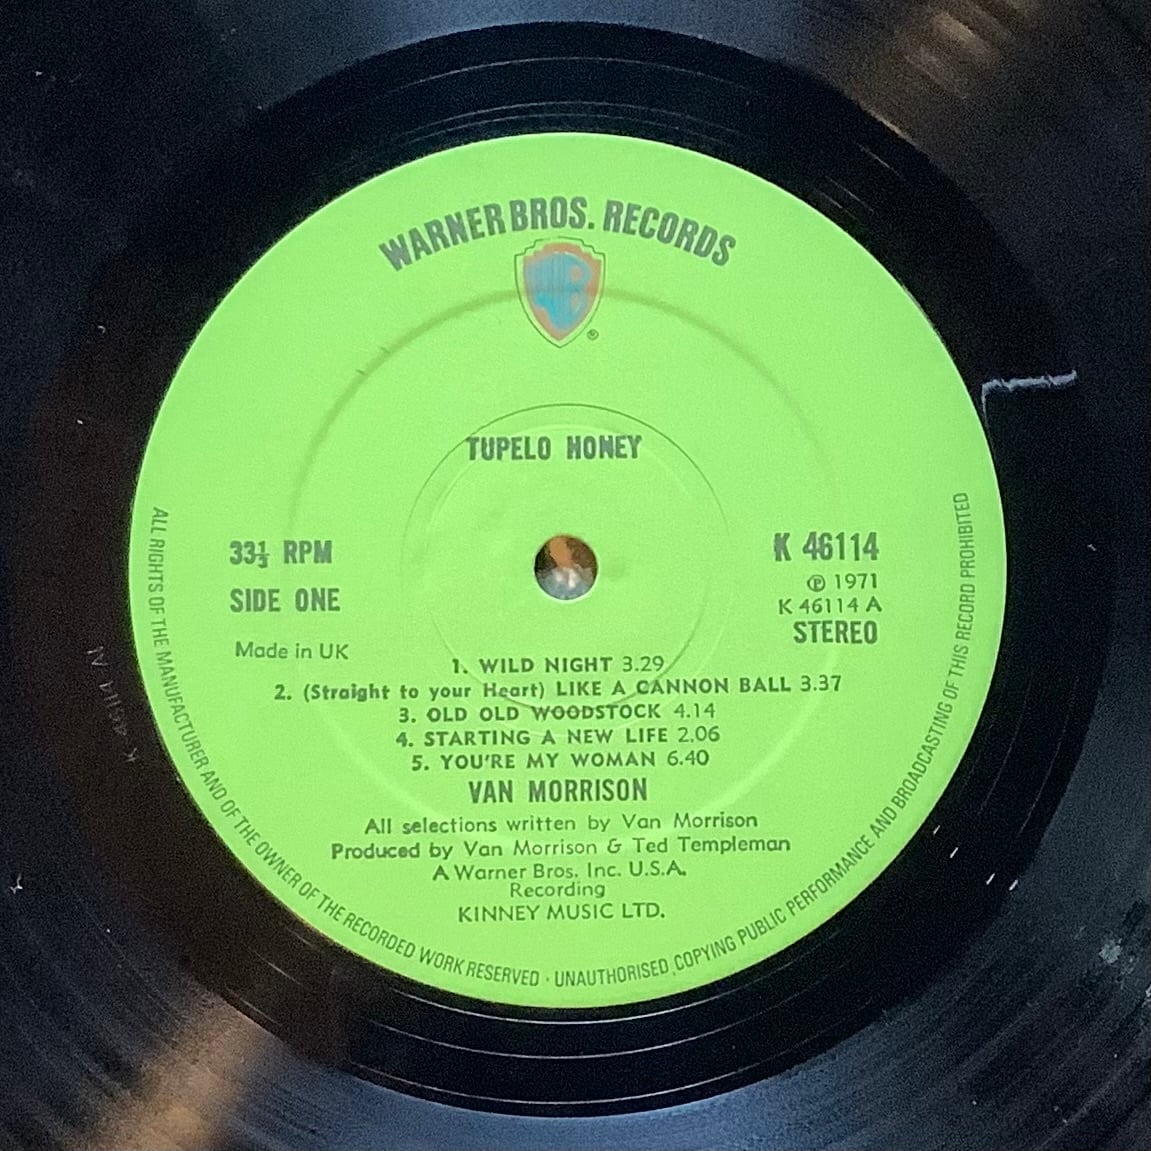 WARNER BROS. RECORDS
®
TUPELO HONEY
33⅓ RPM
SIDE ONE
Made in UK
K 46114
℗ 1971
K 46114 A
STEREO
1. WILD NIGHT 3.29
2. (Straight to your Heart) LIKE A CANNON BALL 3.37
3. OLD OLD WOODSTOCK 4.14
4. STARTING A NEW LIFE 2.06
5. YOU'RE MY WOMAN 6.40
VAN MORRISON
All selections written by Van Morrison
Produced by Van Morrison & Ted Templeman
A Warner Bros. Inc. U.S.A.
Recording
KINNEY MUSIC LTD.
ALL RIGHTS OF THE MANUFACTURER AND OF THE OWNER OF THE RECORDED WORK RESERVED · UNAUTHORISED COPYING PUBLIC PERFORMANCE AND BROADCASTING OF THIS RECORD PROHIBITED